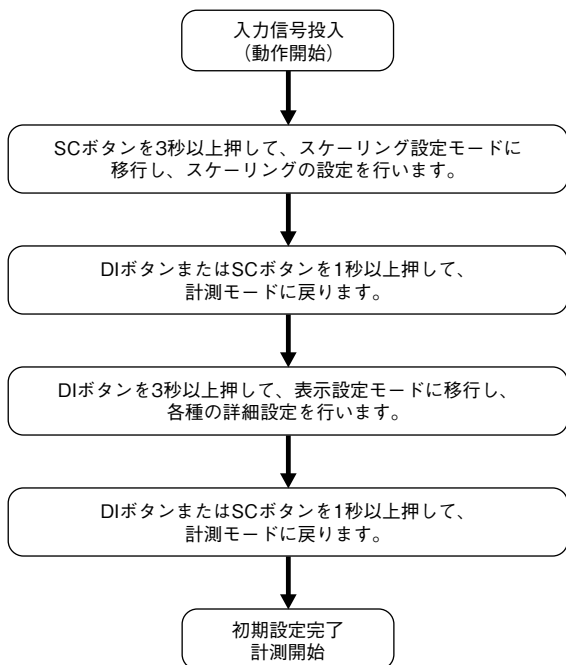 入力信号投入
（動作開始）
SCボタンを3秒以上押して、スケーリング設定モードに
移行し、スケーリングの設定を行います。
DIボタンまたはSCボタンを1秒以上押して、
計測モードに戻ります。
DIボタンを3秒以上押して、表示設定モードに移行し、
各種の詳細設定を行います。
DIボタンまたはSCボタンを1秒以上押して、
計測モードに戻ります。
初期設定完了
計測開始